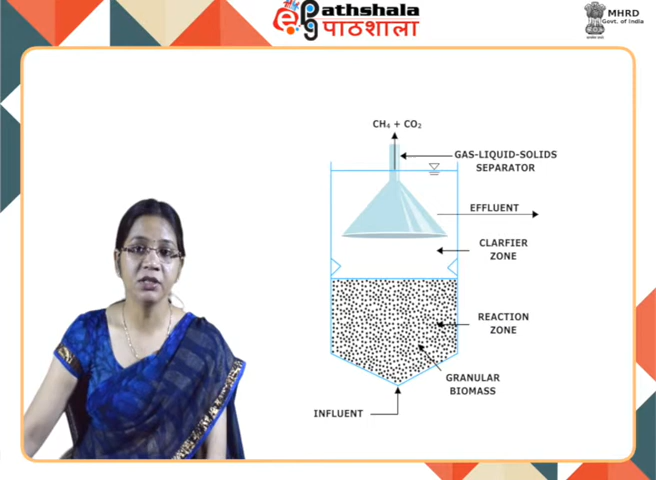 Pathshala
पाठशाला
MHRD
Govt. of India
CH₄ + CO₂
GAS-LIQUID-SOLIDS
SEPARATOR
EFFLUENT
CLARFIER
ZONE
REACTION
ZONE
GRANULAR
BIOMASS
INFLUENT